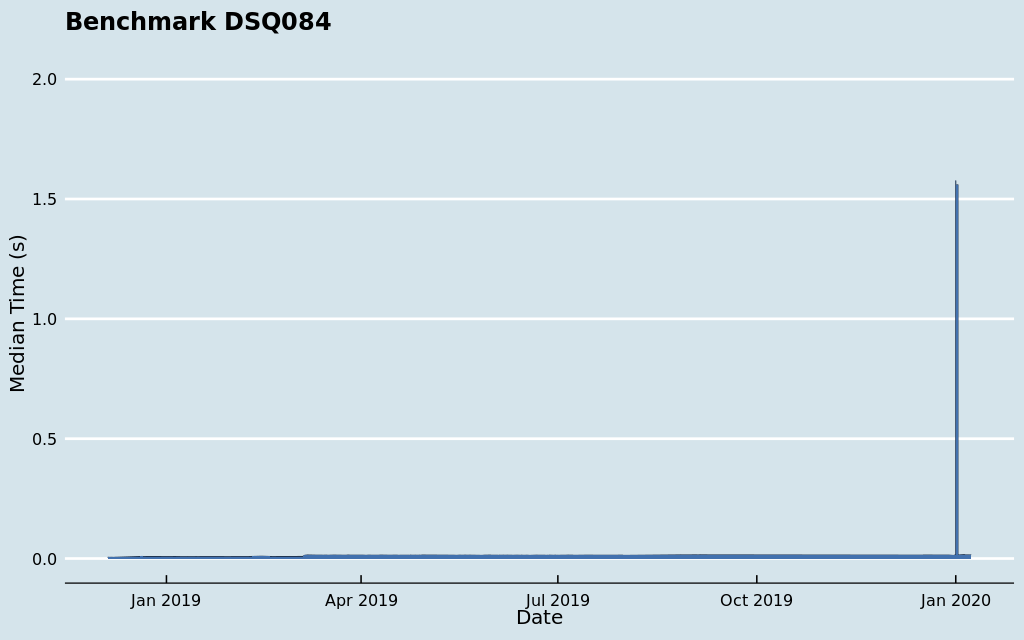 Benchmark DSQ084
2.0
1.5
1.0
0.5
0.0
Median Time (s)
Jan 2019
Apr 2019
Jul 2019
Oct 2019
Jan 2020
Date